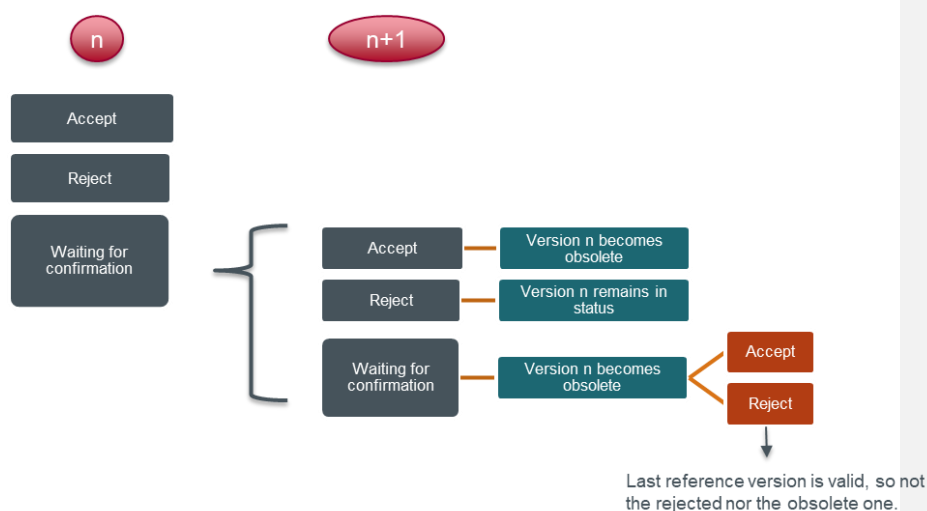 n
n+1
Accept
Reject
Waiting for
confirmation
Accept
Version n becomes
obsolete
Reject
Version n remains in
status
Waiting for
confirmation
Version n becomes
obsolete
Accept
Reject
Last reference version is valid, so not
the rejected nor the obsolete one.